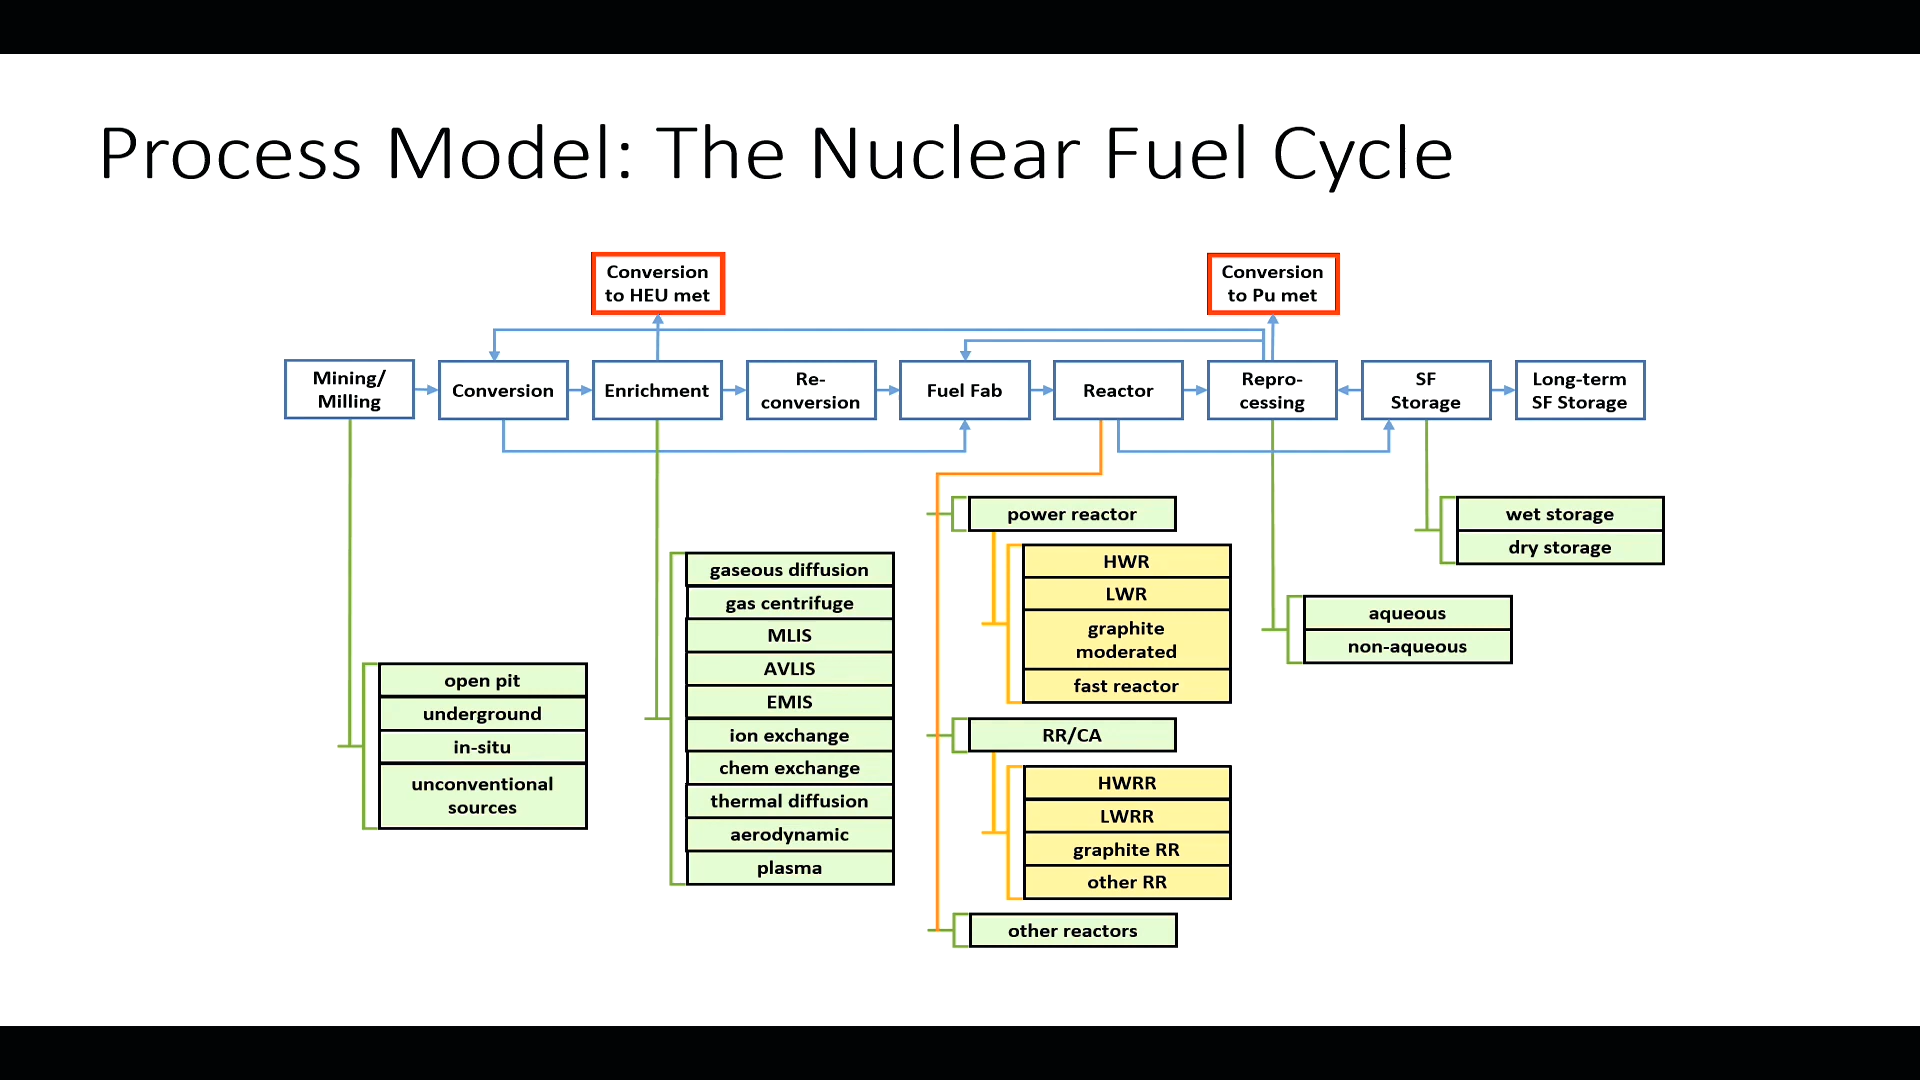 Process Model: The Nuclear Fuel Cycle
Conversion
to HEU met
Conversion
to Pu met
Mining/
Milling
Conversion
Enrichment
Re-
conversion
Fuel Fab
Reactor
Repro-
cessing
SF
Storage
Long-term
SF Storage
open pit
underground
in-situ
unconventional
sources
gaseous diffusion
gas centrifuge
MLIS
AVLIS
EMIS
ion exchange
chem exchange
thermal diffusion
aerodynamic
plasma
power reactor
HWR
LWR
graphite
moderated
fast reactor
RR/CA
HWRR
LWRR
graphite RR
other RR
other reactors
aqueous
non-aqueous
wet storage
dry storage